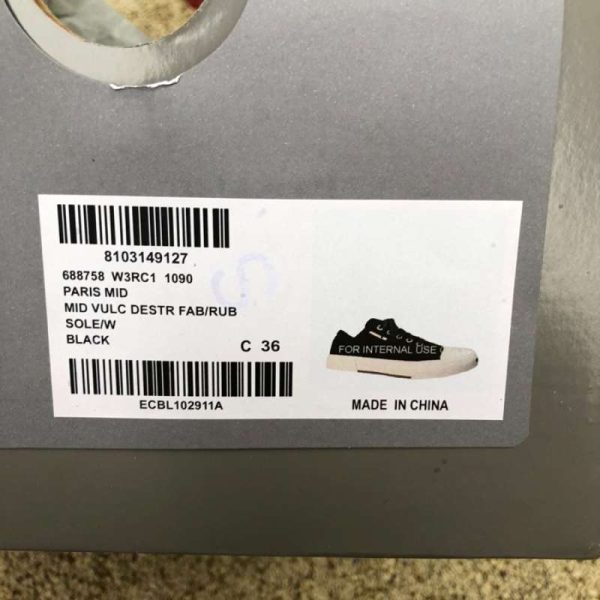 8103149127
688758 W3RC1 1090
PARIS MID
MID VULC DESTR FAB/RUB
SOLE/W
BLACK
C 36
ECBL102911A
FOR INTERNAL USE
MADE IN CHINA